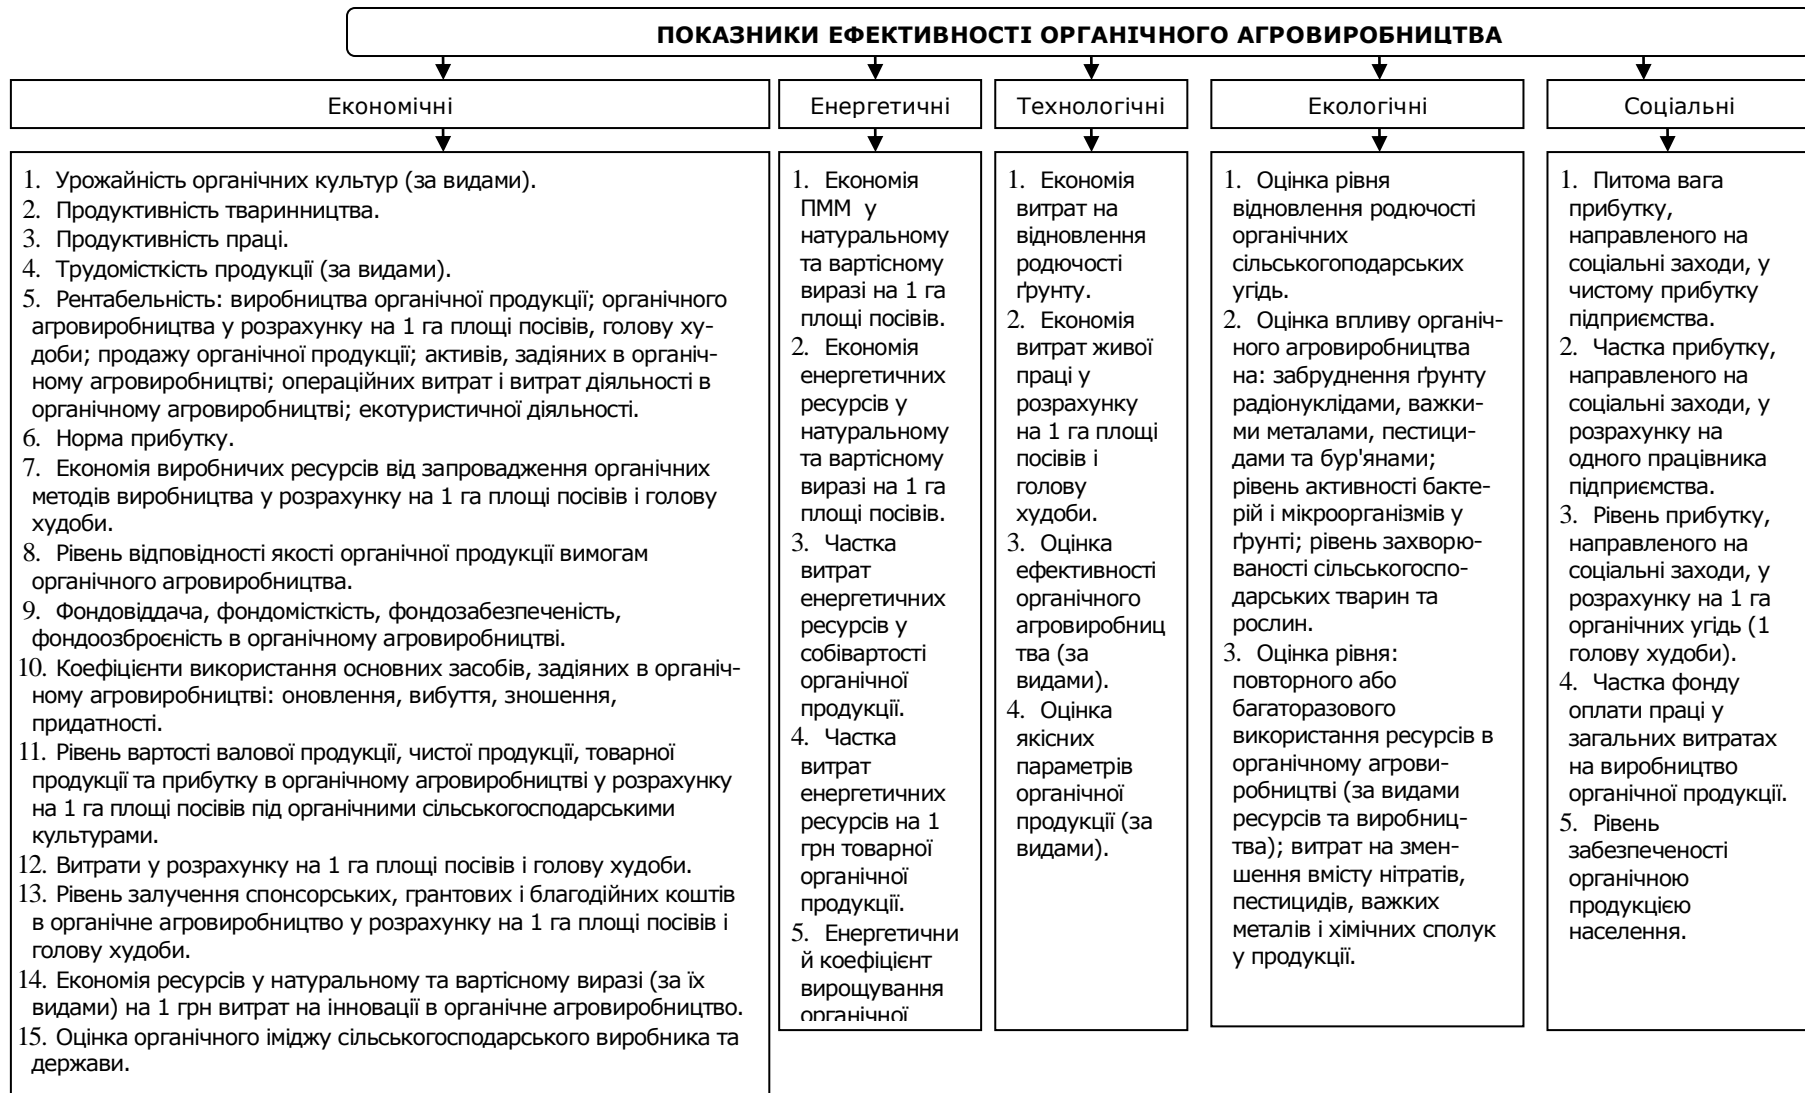 ПОКАЗНИКИ ЕФЕКТИВНОСТІ ОРГАНІЧНОГО АГРОВИРОБНИЦТВА
Економічні
Енергетичні
Технологічні
Екологічні
Соціальні
1. Урожайність органічних культур (за видами).
2. Продуктивність тваринництва.
3. Продуктивність праці.
4. Трудомісткість продукції (за видами).
5. Рентабельність: виробництва органічної продукції; органічного
агровиробництва у розрахунку на 1 га площі посівів, голову ху-
доби; продажу органічної продукції; активів, задіяних в органіч-
ному агровиробництві; операційних витрат і витрат діяльності в
органічному агровиробництві; екотуристичної діяльності.
6. Норма прибутку.
7. Економія виробничих ресурсів від запровадження органічних
методів виробництва у розрахунку на 1 га площі посівів і голову
худоби.
8. Рівень відповідності якості органічної продукції вимогам
органічного агровиробництва.
9. Фондовіддача, фондомісткість, фондозабезпеченість,
фондоозброєність в органічному агровиробництві.
10. Коефіцієнти використання основних засобів, задіяних в органіч-
ному агровиробництві: оновлення, вибуття, зношення,
придатності.
11. Рівень вартості валової продукції, чистої продукції, товарної
продукції та прибутку в органічному агровиробництві у розрахунку
на 1 га площі посівів під органічними сільськогосподарськими
культурами.
12. Витрати у розрахунку на 1 га площі посівів і голову худоби.
13. Рівень залучення спонсорських, грантових і благодійних коштів
в органічне агровиробництво у розрахунку на 1 га площі посівів і
голову худоби.
14. Економія ресурсів у натуральному та вартісному виразі (за їх
видами) на 1 грн витрат на інновації в органічне агровиробництво.
15. Оцінка органічного іміджу сільськогосподарського виробника та
держави.
1. Економія
ПММ у
натуральному
та вартісному
виразі на 1 га
площі посівів.
2. Економія
енергетичних
ресурсів у
натуральному
та вартісному
виразі на 1 га
площі посівів.
3. Частка
витрат
енергетичних
ресурсів у
собівартості
органічної
продукції.
4. Частка
витрат
енергетичних
ресурсів на 1
грн товарної
органічної
продукції.
5. Енергетични
й коефіцієнт
вирощування
органічної
1. Економія
витрат на
відновлення
родючості
ґрунту.
2. Економія
витрат живої
праці у
розрахунку
на 1 га площі
посівів і
голову
худоби.
3. Оцінка
ефективності
органічного
агровиробниц
тва (за
видами).
4. Оцінка
якісних
параметрів
органічної
продукції (за
видами).
1. Оцінка рівня
відновлення родючості
органічних
сільськогоподарських
угідь.
2. Оцінка впливу органіч-
ного агровиробництва
на: забруднення ґрунту
радіонуклідами, важки-
ми металами, пестици-
дами та бур'янами;
рівень активності бакте-
рій і мікроорганізмів у
ґрунті; рівень захворю-
ваності сільськогоспо-
дарських тварин та
рослин.
3. Оцінка рівня:
повторного або
багаторазового
використання ресурсів в
органічному агрови-
робництві (за видами
ресурсів та виробниц-
тва); витрат на змен-
шення вмісту нітратів,
пестицидів, важких
металів і хімічних сполук
у продукції.
1. Питома вага
прибутку,
направленого на
соціальні заходи, у
чистому прибутку
підприємства.
2. Частка прибутку,
направленого на
соціальні заходи, у
розрахунку на
одного працівника
підприємства.
3. Рівень прибутку,
направленого на
соціальні заходи, у
розрахунку на 1 га
органічних угідь (1
голову худоби).
4. Частка фонду
оплати праці у
загальних витратах
на виробництво
органічної продукції.
5. Рівень
забезпеченості
органічною
продукцією
населення.